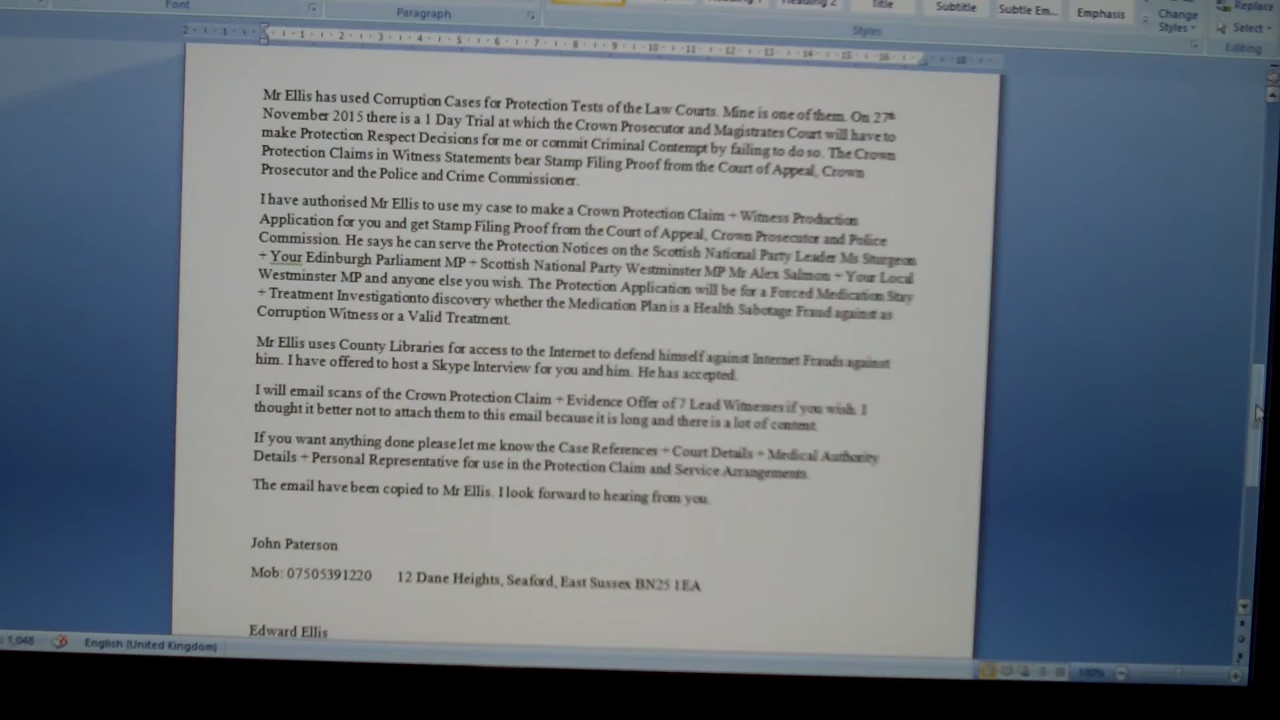 Font
Paragraph
Styles
Editing
Title
Subtitle
Subtle Em...
Emphasis
Change
Styles
Replace
Select
Mr Ellis has used Corruption Cases for Protection Tests of the Law Courts. Mine is one of them. On 27th
November 2015 there is a 1 Day Trial at which the Crown Prosecutor and Magistrates Court will have to
make Protection Respect Decisions for me or commit Criminal Contempt by failing to do so. The Crown
Protection Claims in Witness Statements bear Stamp Filing Proof from the Court of Appeal, Crown
Prosecutor and the Police and Crime Commissioner.
I have authorised Mr Ellis to use my case to make a Crown Protection Claim + Witness Production
Application for you and get Stamp Filing Proof from the Court of Appeal, Crown Prosecutor and Police
Commission. He says he can serve the Protection Notices on the Scottish National Party Leader Ms Sturgeon
+ Your Edinburgh Parliament MP + Scottish National Party Westminster MP Mr Alex Salmon + Your Local
Westminster MP and anyone else you wish. The Protection Application will be for a Forced Medication Stay
+ Treatment Investigationto discovery whether the Medication Plan is a Health Sabotage Fraud against as
Corruption Witness or a Valid Treatment.
Mr Ellis uses County Libraries for access to the Internet to defend himself against Internet Frauds against
him. I have offered to host a Skype Interview for you and him. He has accepted.
I will email scans of the Crown Protection Claim + Evidence Offer of 7 Lead Witnesses if you wish. I
thought it better not to attach them to this email because it is long and there is a lot of content.
If you want anything done please let me know the Case References + Court Details + Medical Authority
Details + Personal Representative for use in the Protection Claim and Service Arrangements.
The email have been copied to Mr Ellis. I look forward to hearing from you.
John Paterson
Mob: 07505391220 12 Dane Heights, Seaford, East Sussex BN25 1EA
Edward Ellis
1,048 English (United Kingdom) 100%